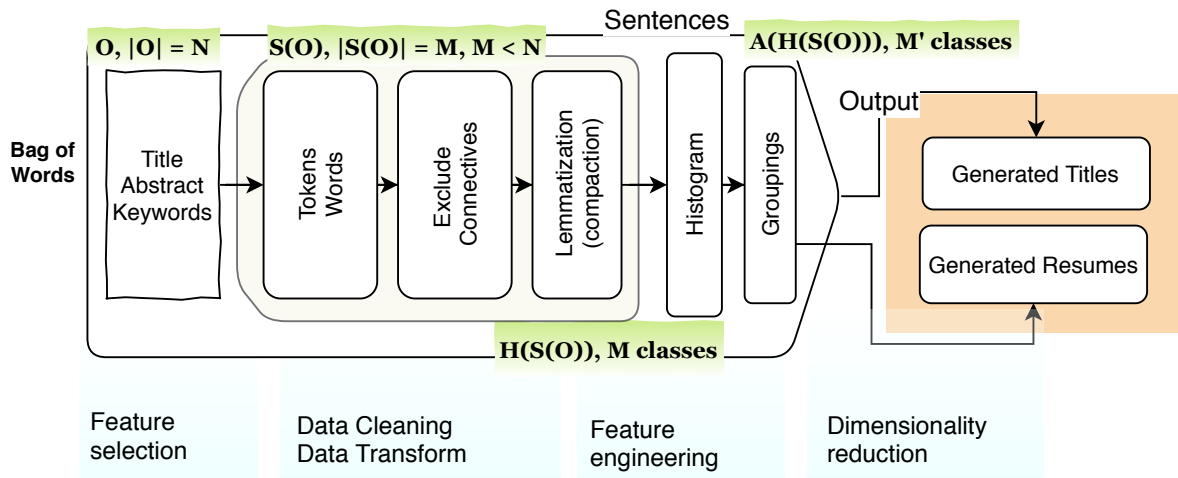 Sentences
O, |O| = N
S(O), |S(O)| = M, M < N
A(H(S(O))), M' classes
Output
Bag of
Words
Title
Abstract
Keywords
Tokens
Words
Exclude
Connectives
Lemmatization
(compaction)
Histogram
Groupings
Generated Titles
Generated Resumes
H(S(O)), M classes
Feature
selection
Data Cleaning
Data Transform
Feature
engineering
Dimensionality
reduction